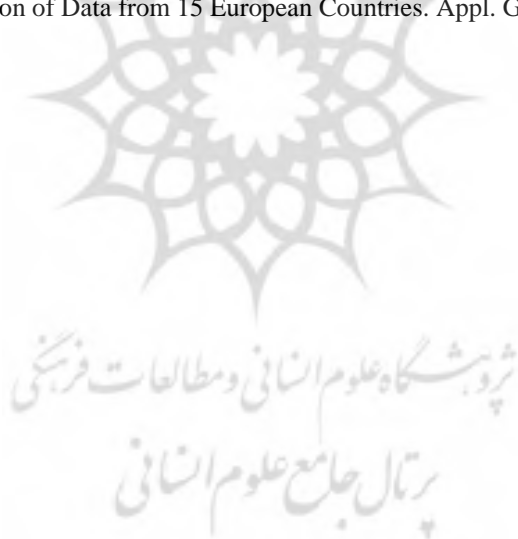 on of Data from 15 European Countries. Appl. G
پژوهشگاه علوم انسانی و مطالعات فرهنگی
پرتال جامع علوم انسانی